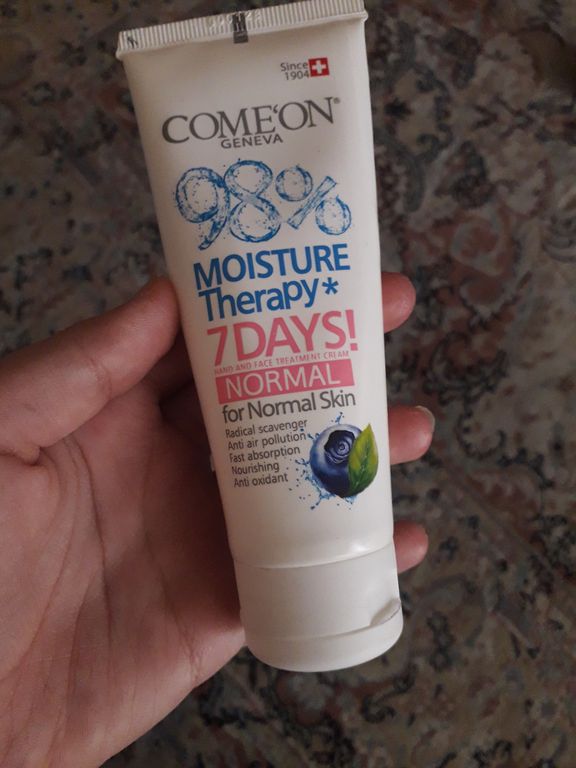 Since
1904
COME'ON®
GENEVA
98%
MOISTURE
Therapy*
7DAYS!
HAND AND FACE TREATMENT CREAM
NORMAL
for Normal Skin
Radical scavenger
Anti air pollution
Fast absorption
Nourishing
Anti oxidant